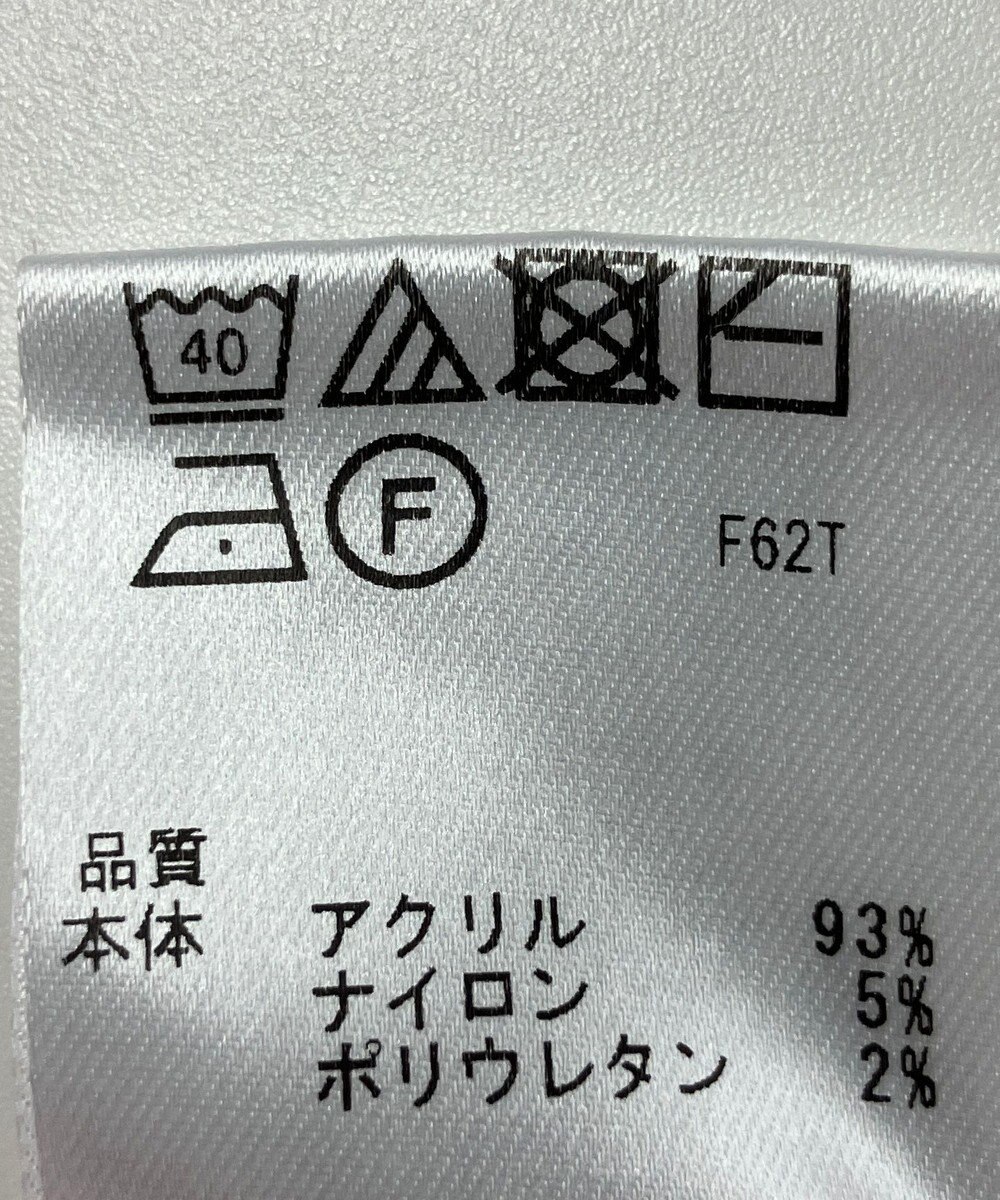 40
F F62T
品質
本体 アクリル 93%
ナイロン 5%
ポリウレタン 2%